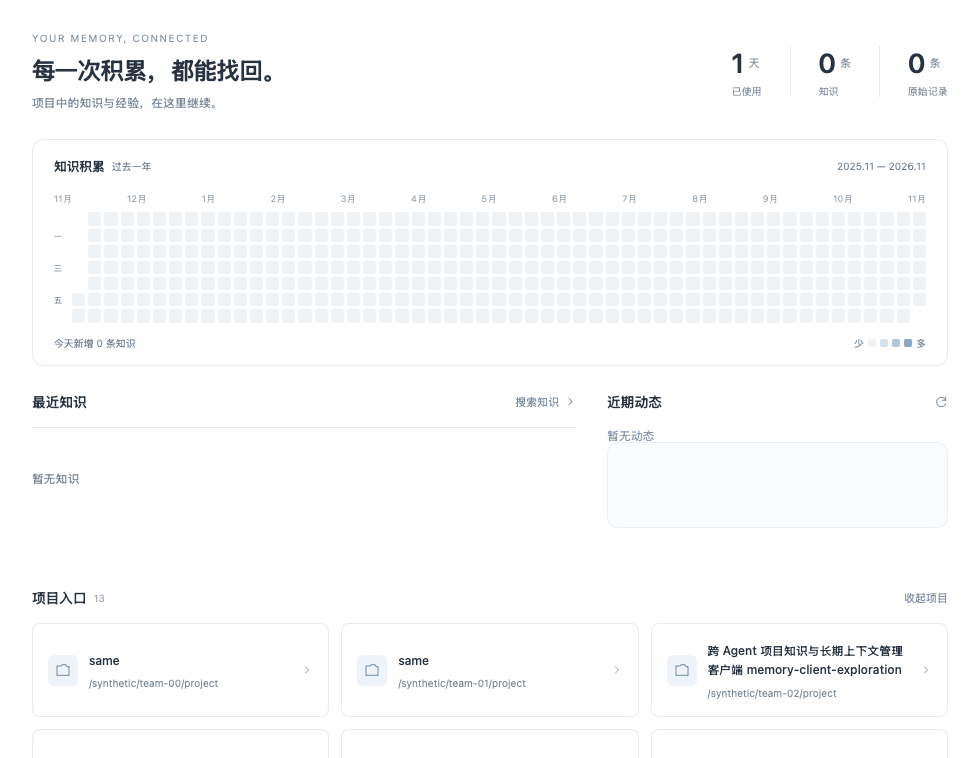 YOUR MEMORY, CONNECTED
每一次积累，都能找回。
项目中的知识与经验，在这里继续。
1 天
已使用
0 条
知识
0 条
原始记录
知识积累 过去一年
2025.11 — 2026.11
11月 12月 1月 2月 3月 4月 5月 6月 7月 8月 9月 10月 11月
一
三
五
今天新增 0 条知识
少 多
最近知识
搜索知识
暂无知识
近期动态
暂无动态
项目入口 13
收起项目
same
/synthetic/team-00/project
same
/synthetic/team-01/project
跨 Agent 项目知识与长期上下文管理
客户端 memory-client-exploration
/synthetic/team-02/project